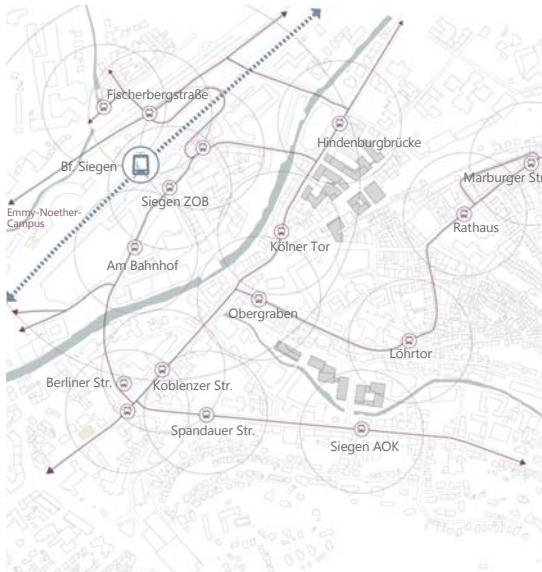 Fischerbergstraße
Hindenburgbrücke
Bf. Siegen
Marburger Str
Siegen ZOB
Emmy-Noether-
Campus
Rathaus
Kölner Tor
Am Bahnhof
Obergraben
Löhrtor
Berliner Str.
Koblenzer Str.
Spandauer Str.
Siegen AOK